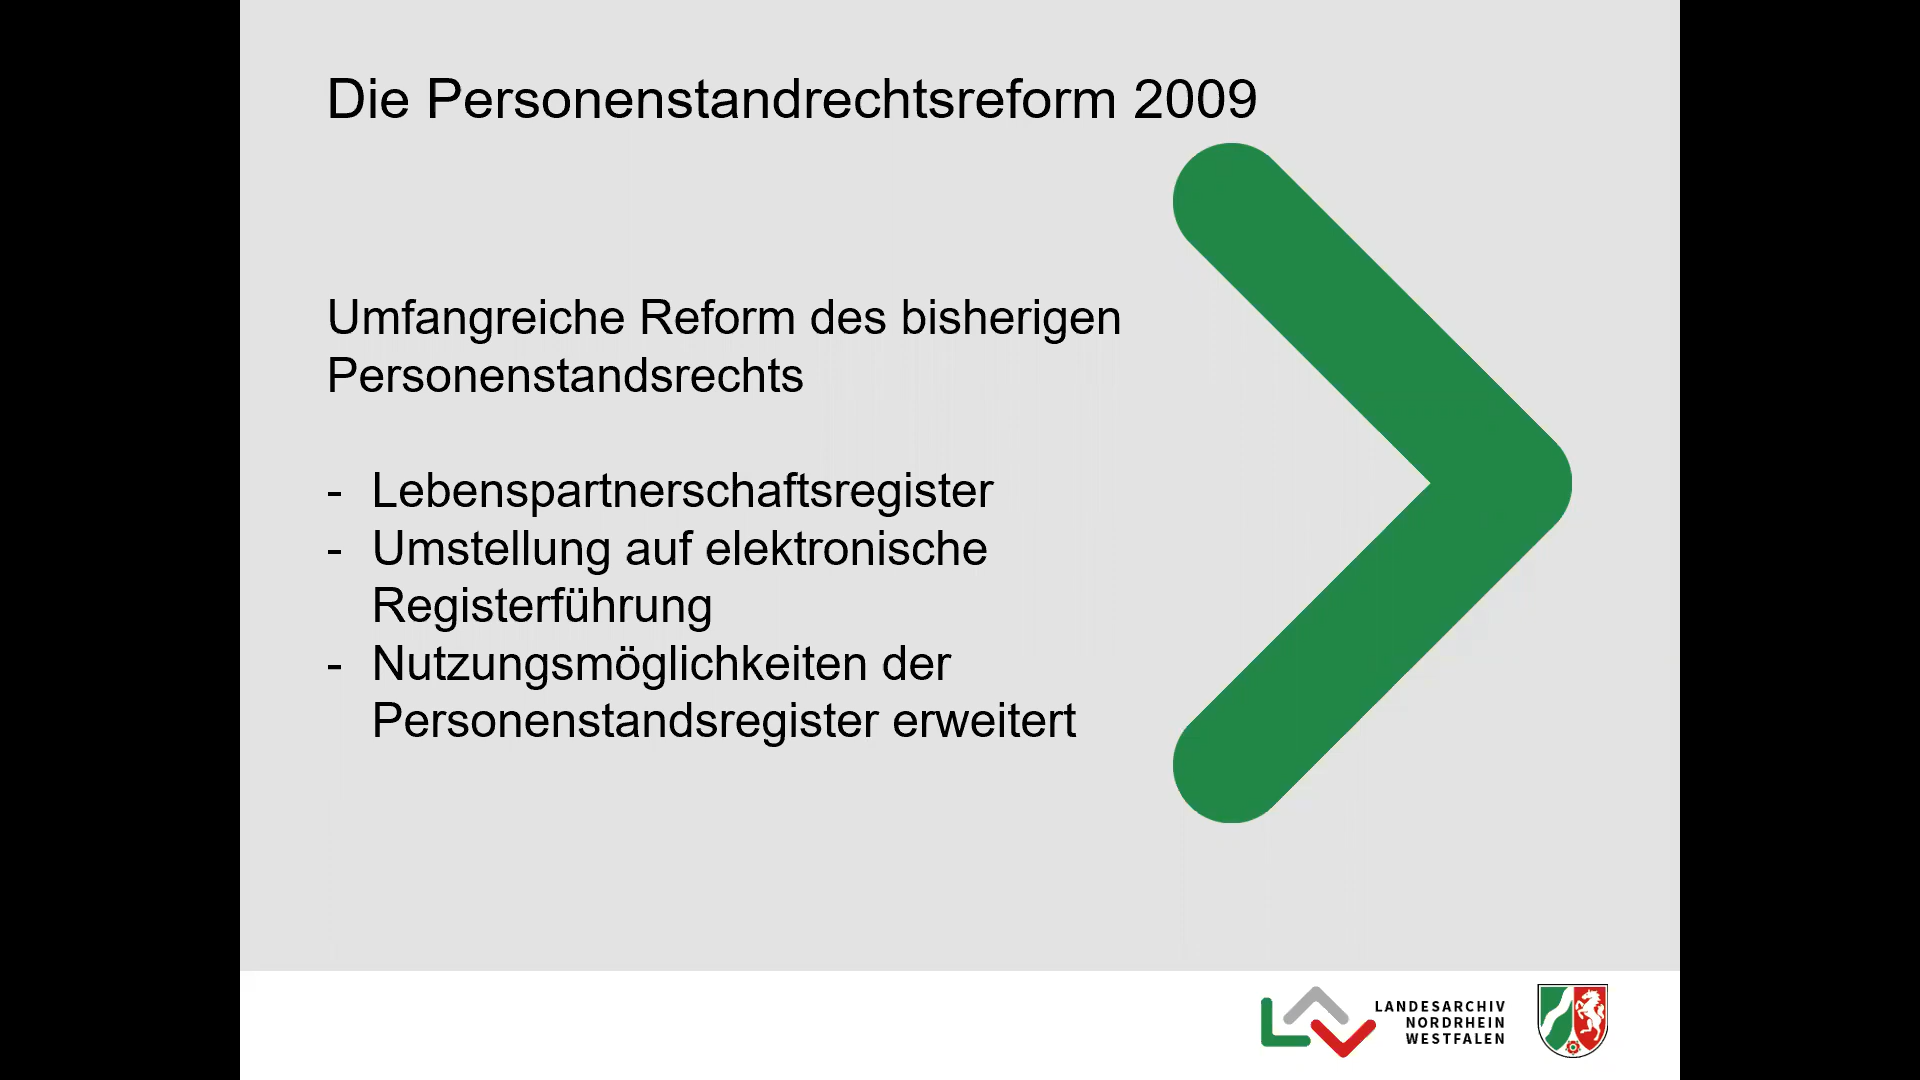 Die Personenstandrechtsreform 2009
Umfangreiche Reform des bisherigen
Personenstandsrechts
- Lebenspartnerschaftsregister
- Umstellung auf elektronische
Registerführung
- Nutzungsmöglichkeiten der
Personenstandsregister erweitert
LANDESARCHIV
NORDRHEIN
WESTFALEN